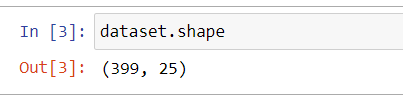 In [3]: dataset.shape
Out[3]: (399, 25)